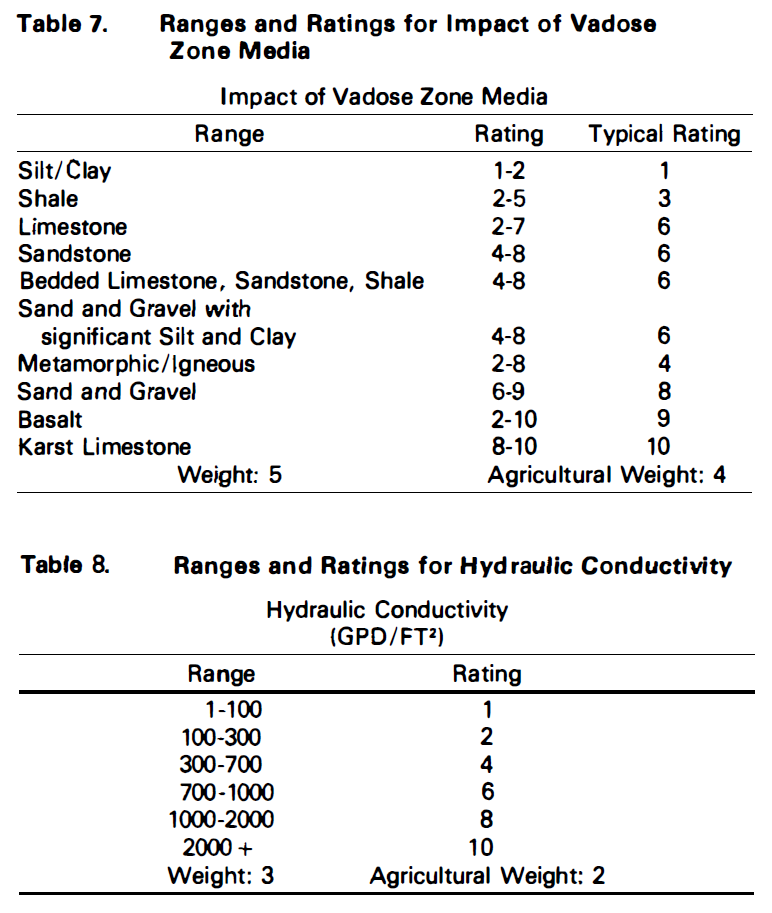 Table 7. Ranges and Ratings for Impact of Vadose
Zone Media
Impact of Vadose Zone Media
Range Rating Typical Rating
Silt/Clay 1-2 1
Shale 2-5 3
Limestone 2-7 6
Sandstone 4-8 6
Bedded Limestone, Sandstone, Shale 4-8 6
Sand and Gravel with
significant Silt and Clay 4-8 6
Metamorphic/Igneous 2-8 4
Sand and Gravel 6-9 8
Basalt 2-10 9
Karst Limestone 8-10 10
Weight: 5 Agricultural Weight: 4
Table 8. Ranges and Ratings for Hydraulic Conductivity
Hydraulic Conductivity
(GPD/FT²)
Range Rating
1-100 1
100-300 2
300-700 4
700-1000 6
1000-2000 8
2000 + 10
Weight: 3 Agricultural Weight: 2